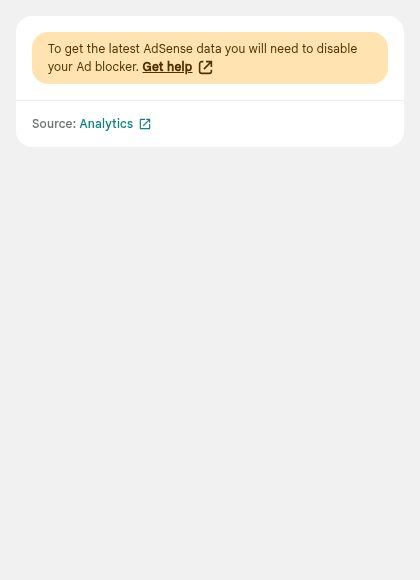 To get the latest AdSense data you will need to disable
your Ad blocker. Get help
Source: Analytics